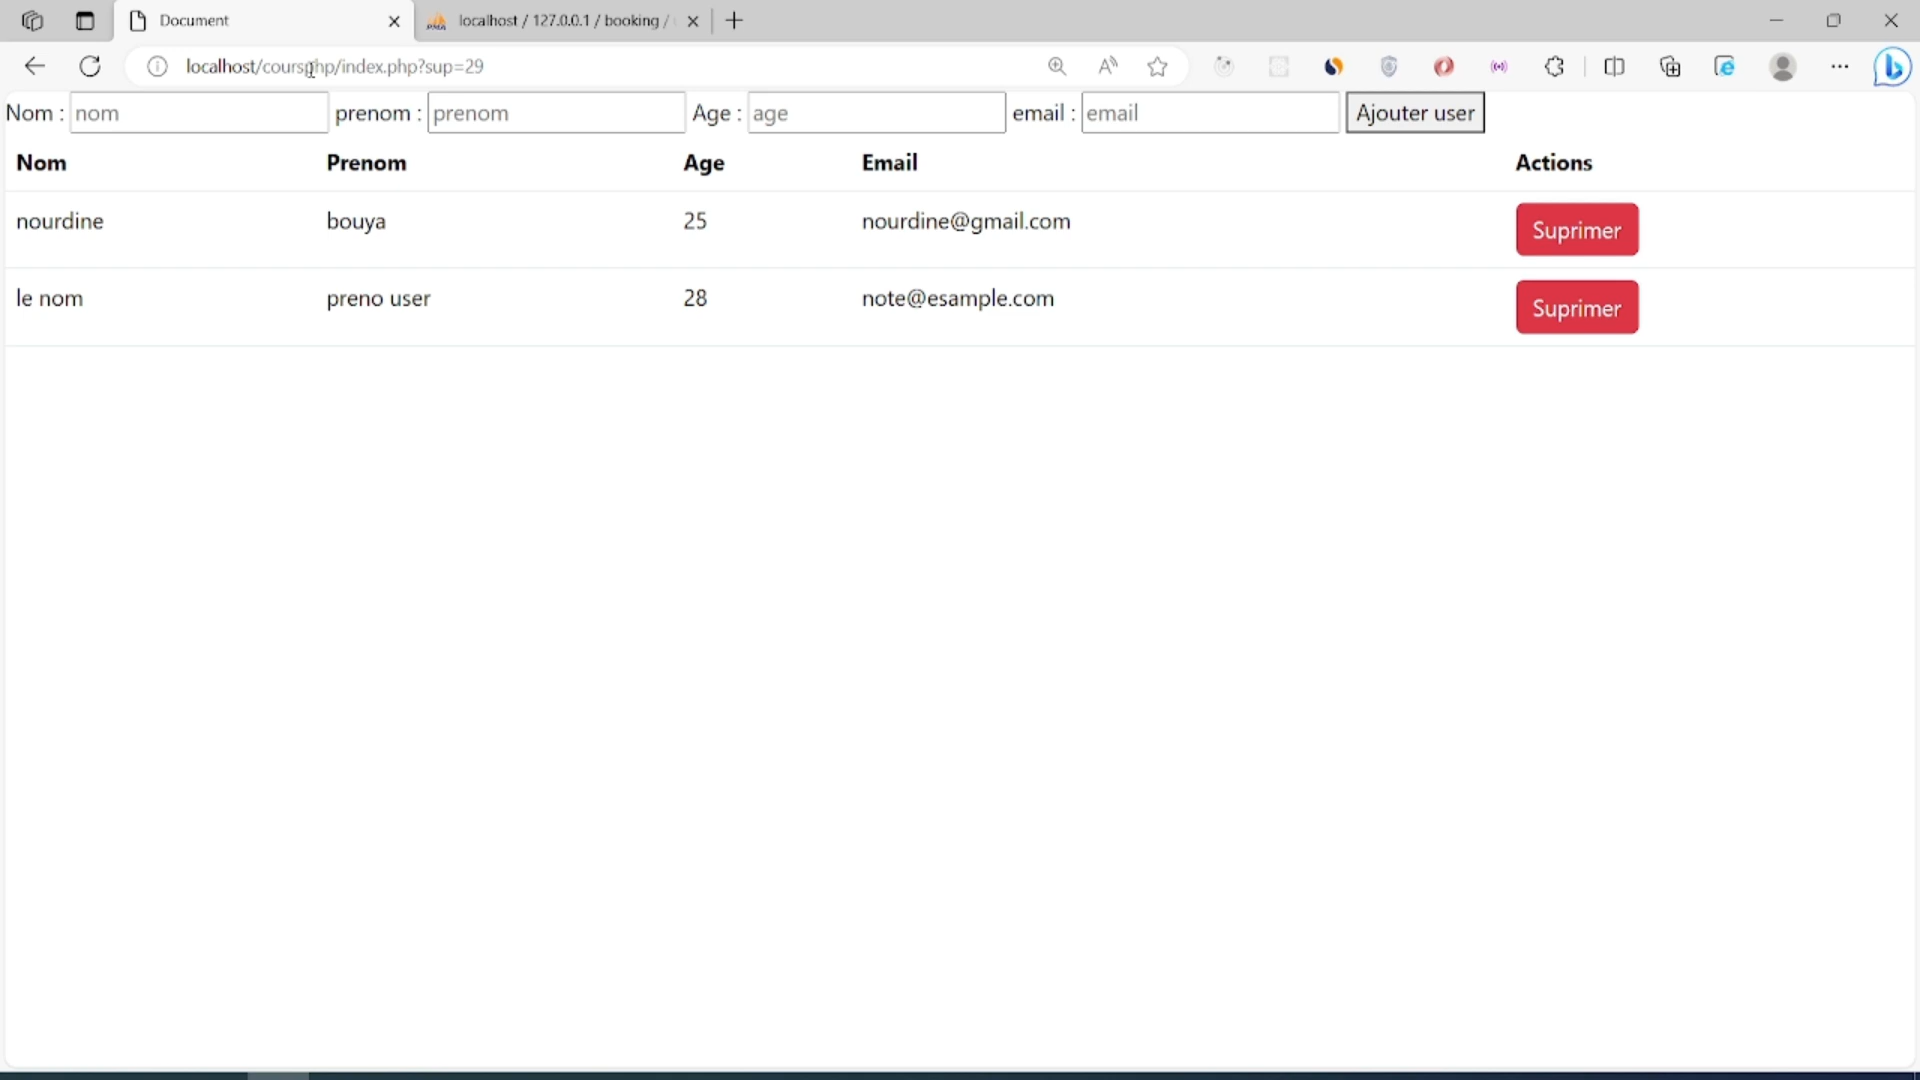 Document
localhost / 127.0.0.1 / booking /
localhost/coursphp/index.php?sup=29
Nom : nom prenom : prenom Age : age email : email Ajouter user
Nom Prenom Age Email Actions
nourdine bouya 25 nourdine@gmail.com Suprimer
le nom preno user 28 note@esample.com Suprimer